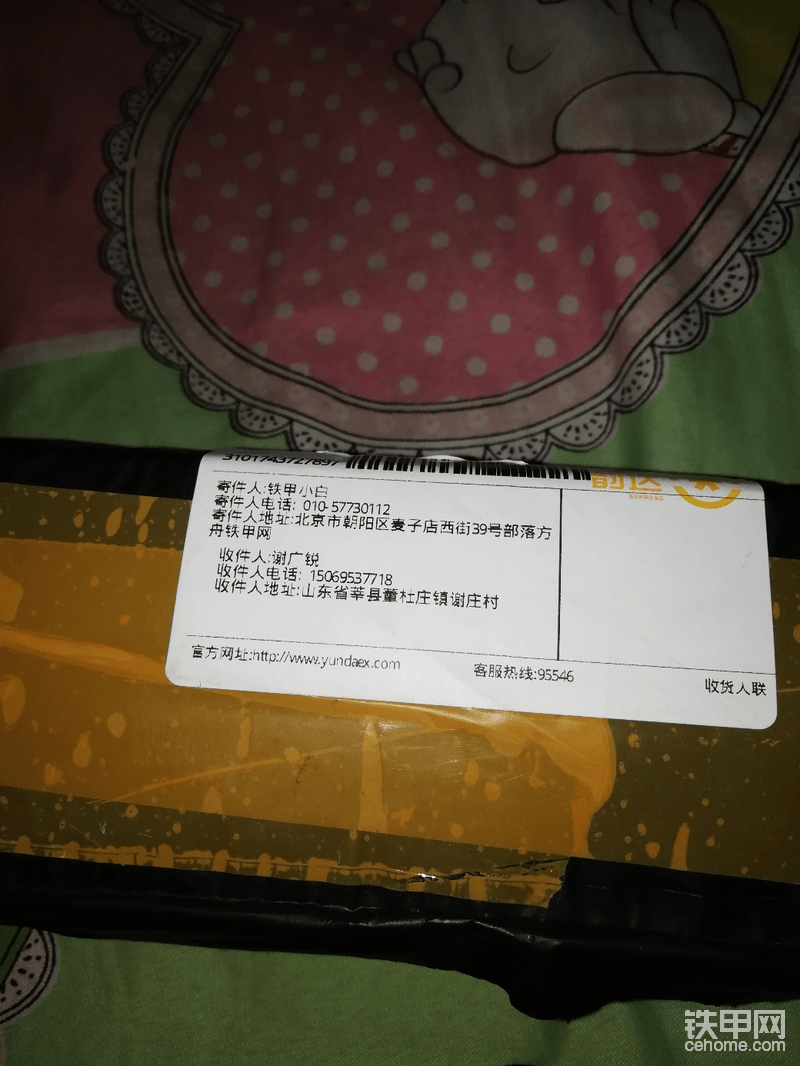 3101743727897
韵达
EXPRESS
寄件人:铁甲小白
寄件人电话: 010-57730112
寄件人地址:北京市朝阳区麦子店西街39号部落方
舟铁甲网
收件人:谢广锐
收件人电话: 15069537718
收件人地址:山东省莘县董杜庄镇谢庄村
官方网址:http://www.yundaex.com
客服热线:95546
收货人联
铁甲网
cehome.com